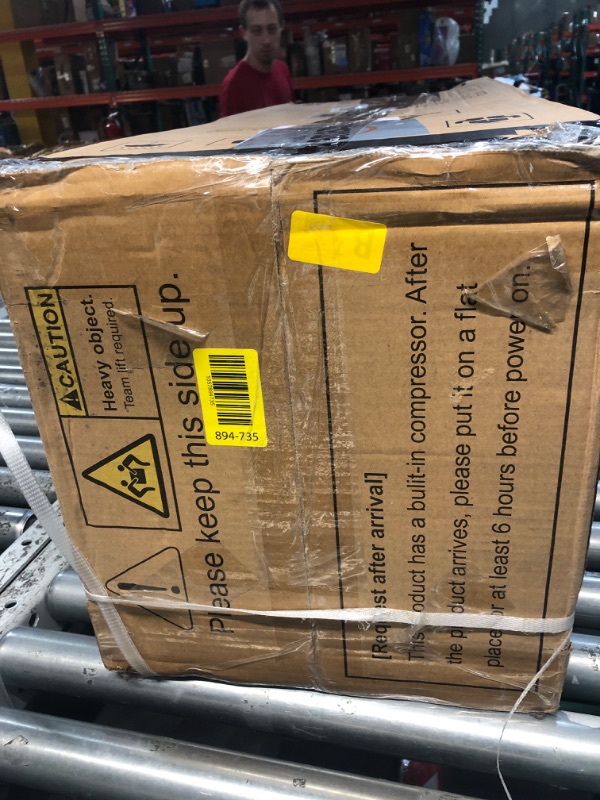 CAUTION
Heavy object.
Team lift required.
Please keep this side up.
894-735
[Request after arrival]
This product has a bulit-in compressor. After
the product arrives, please put it on a flat
place for at least 6 hours before power on.